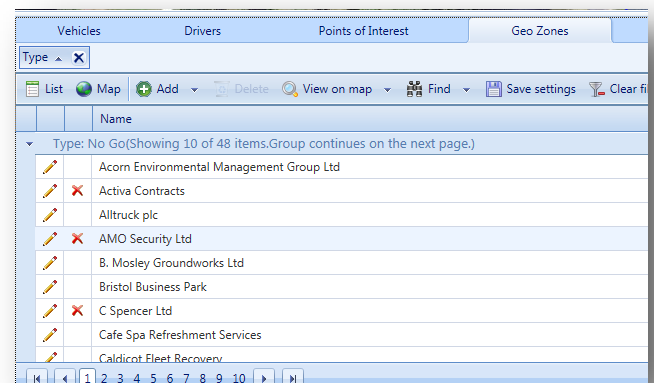 Vehicles Drivers Points of Interest Geo Zones
Type
List Map Add Delete View on map Find Save settings Clear fi
Name
Type: No Go(Showing 10 of 48 items.Group continues on the next page.)
Acorn Environmental Management Group Ltd
Activa Contracts
Alltruck plc
AMO Security Ltd
B. Mosley Groundworks Ltd
Bristol Business Park
C Spencer Ltd
Cafe Spa Refreshment Services
Caldicot Fleet Recovery
1 2 3 4 5 6 7 8 9 10